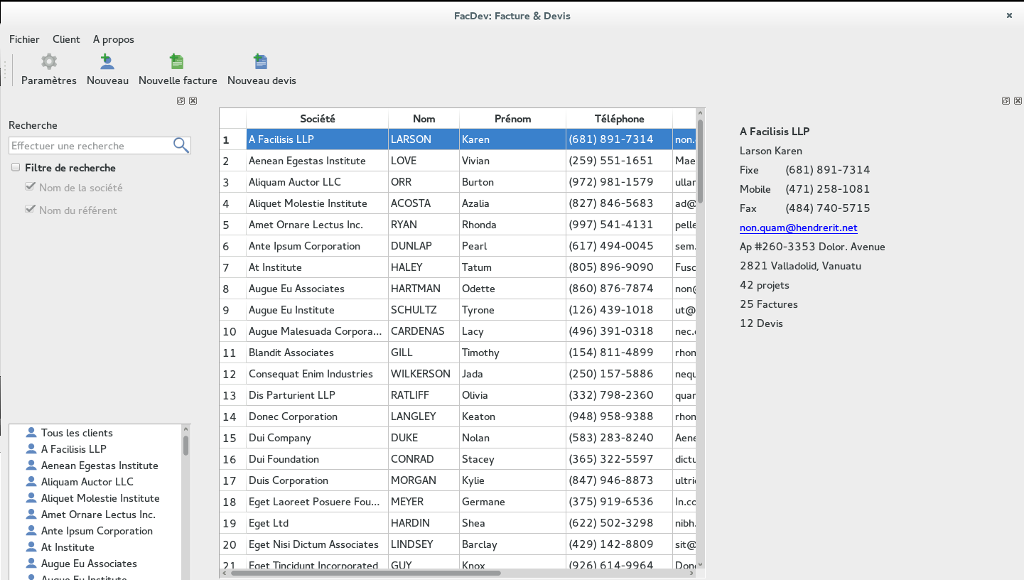 FacDev: Facture & Devis
Fichier Client A propos
Paramètres Nouveau Nouvelle facture Nouveau devis
Recherche
Effectuer une recherche
Filtre de recherche
Nom de la société
Nom du référent
Tous les clients
A Facilisis LLP
Aenean Egestas Institute
Aliquam Auctor LLC
Aliquet Molestie Institute
Amet Ornare Lectus Inc.
Ante Ipsum Corporation
At Institute
Augue Eu Associates
Augue Eu Institute
Société Nom Prénom Téléphone
1 A Facilisis LLP LARSON Karen (681) 891-7314 non.
2 Aenean Egestas Institute LOVE Vivian (259) 551-1651 Mae
3 Aliquam Auctor LLC ORR Burton (972) 981-1579 ullar
4 Aliquet Molestie Institute ACOSTA Azalia (827) 846-5683 ad@
5 Amet Ornare Lectus Inc. RYAN Rhonda (997) 541-4131 pelle
6 Ante Ipsum Corporation DUNLAP Pearl (617) 494-0045 sem.
7 At Institute HALEY Tatum (805) 896-9090 Fusc
8 Augue Eu Associates HARTMAN Odette (860) 876-7874 non@
9 Augue Eu Institute SCHULTZ Tyrone (126) 439-1018 ut@
10 Augue Malesuada Corpora... CARDENAS Lacy (496) 391-0318 nec.
11 Blandit Associates GILL Timothy (154) 811-4899 rhon
12 Consequat Enim Industries WILKERSON Jada (250) 157-5886 nequ
13 Dis Parturient LLP RATLIFF Olivia (332) 798-2360 quar
14 Donec Corporation LANGLEY Keaton (948) 958-9388 rhon
15 Dui Company DUKE Nolan (583) 283-8240 Aene
16 Dui Foundation CONRAD Stacey (365) 322-5597 dictu
17 Duis Corporation MORGAN Kylie (847) 946-8873 ultri
18 Eget Laoreet Posuere Fou... MEYER Germane (375) 919-6536 In.cc
19 Eget Ltd HARDIN Shea (622) 502-3298 nibh.
20 Eget Nisi Dictum Associates LINDSEY Barclay (429) 142-8809 sit@
21 Eget Tincidunt Incorporated GUY Knox (926) 614-9964 Don
A Facilisis LLP
Larson Karen
Fixe (681) 891-7314
Mobile (471) 258-1081
Fax (484) 740-5715
non.quam@hendrerit.net
Ap #260-3353 Dolor. Avenue
2821 Valladolid, Vanuatu
42 projets
25 Factures
12 Devis